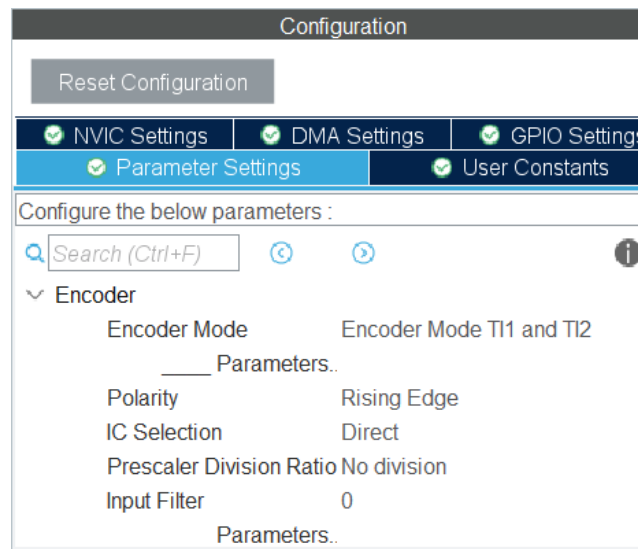 Configuration
Reset Configuration
NVIC Settings DMA Settings GPIO Settings
Parameter Settings User Constants
Configure the below parameters :
Search (Ctrl+F)
Encoder
Encoder Mode Encoder Mode TI1 and TI2
____ Parameters..
Polarity Rising Edge
IC Selection Direct
Prescaler Division Ratio No division
Input Filter 0
Parameters..